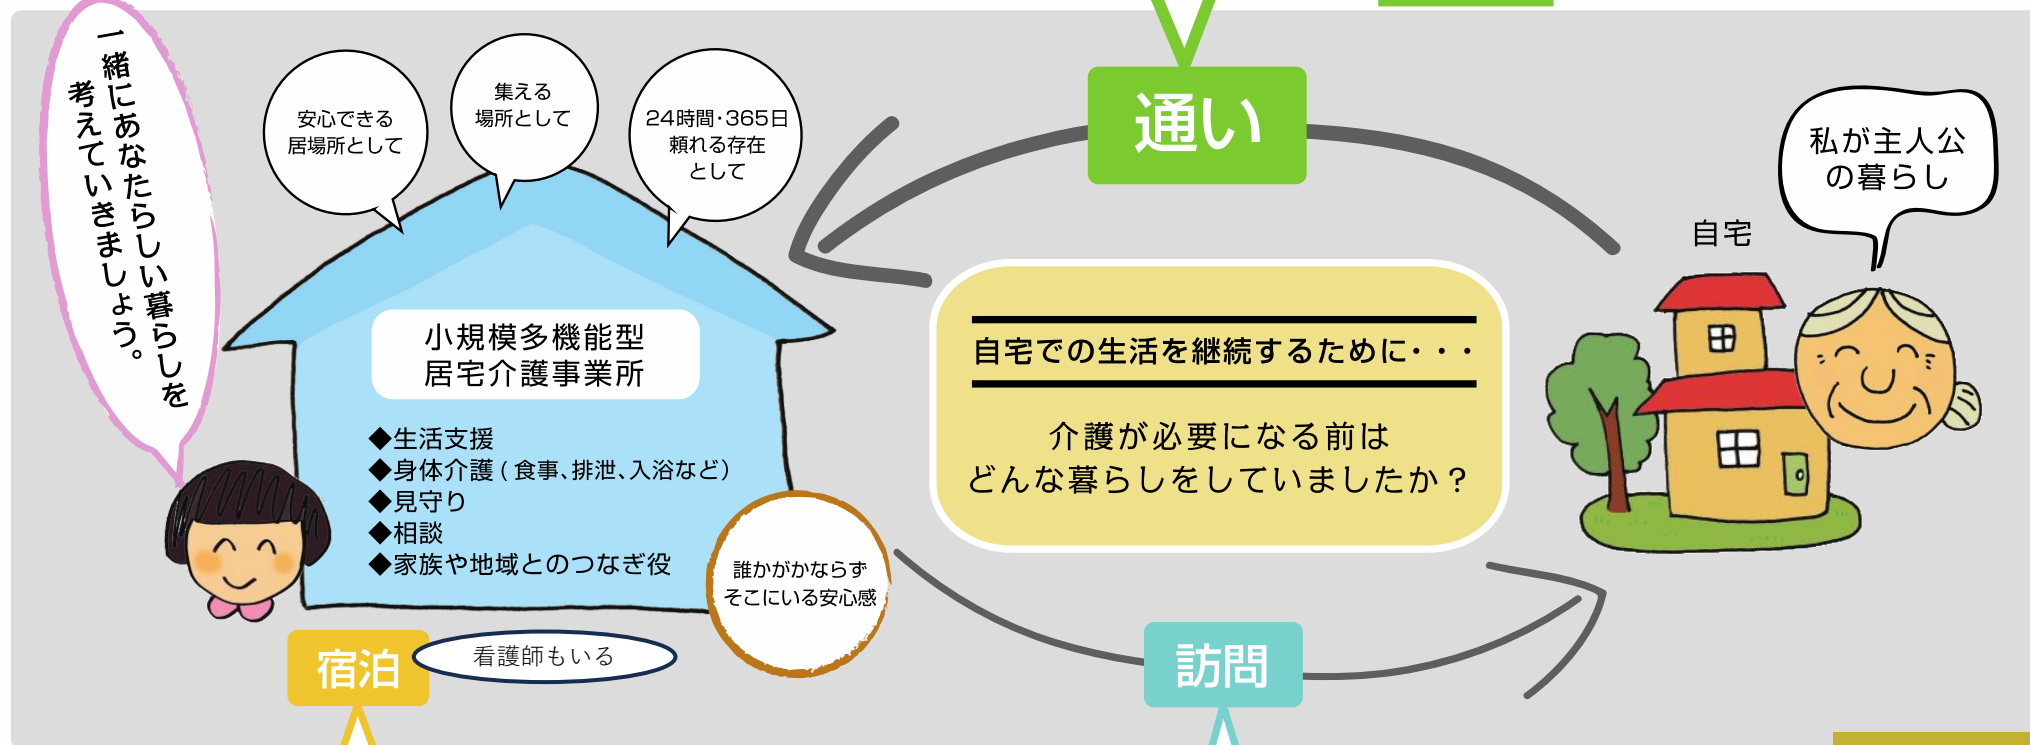 一緒にあなたらしい暮らしを
考えていきましょう。
安心できる
居場所として
集える
場所として
24時間・365日
頼れる存在
として
通い
私が主人公
の暮らし
自宅
小規模多機能型
居宅介護事業所
◆生活支援
◆身体介護(食事、排泄、入浴など)
◆見守り
◆相談
◆家族や地域とのつなぎ役
自宅での生活を継続するために・・・
介護が必要になる前は
どんな暮らしをしていましたか？
誰かがかならず
そこにいる安心感
宿泊
看護師もいる
訪問